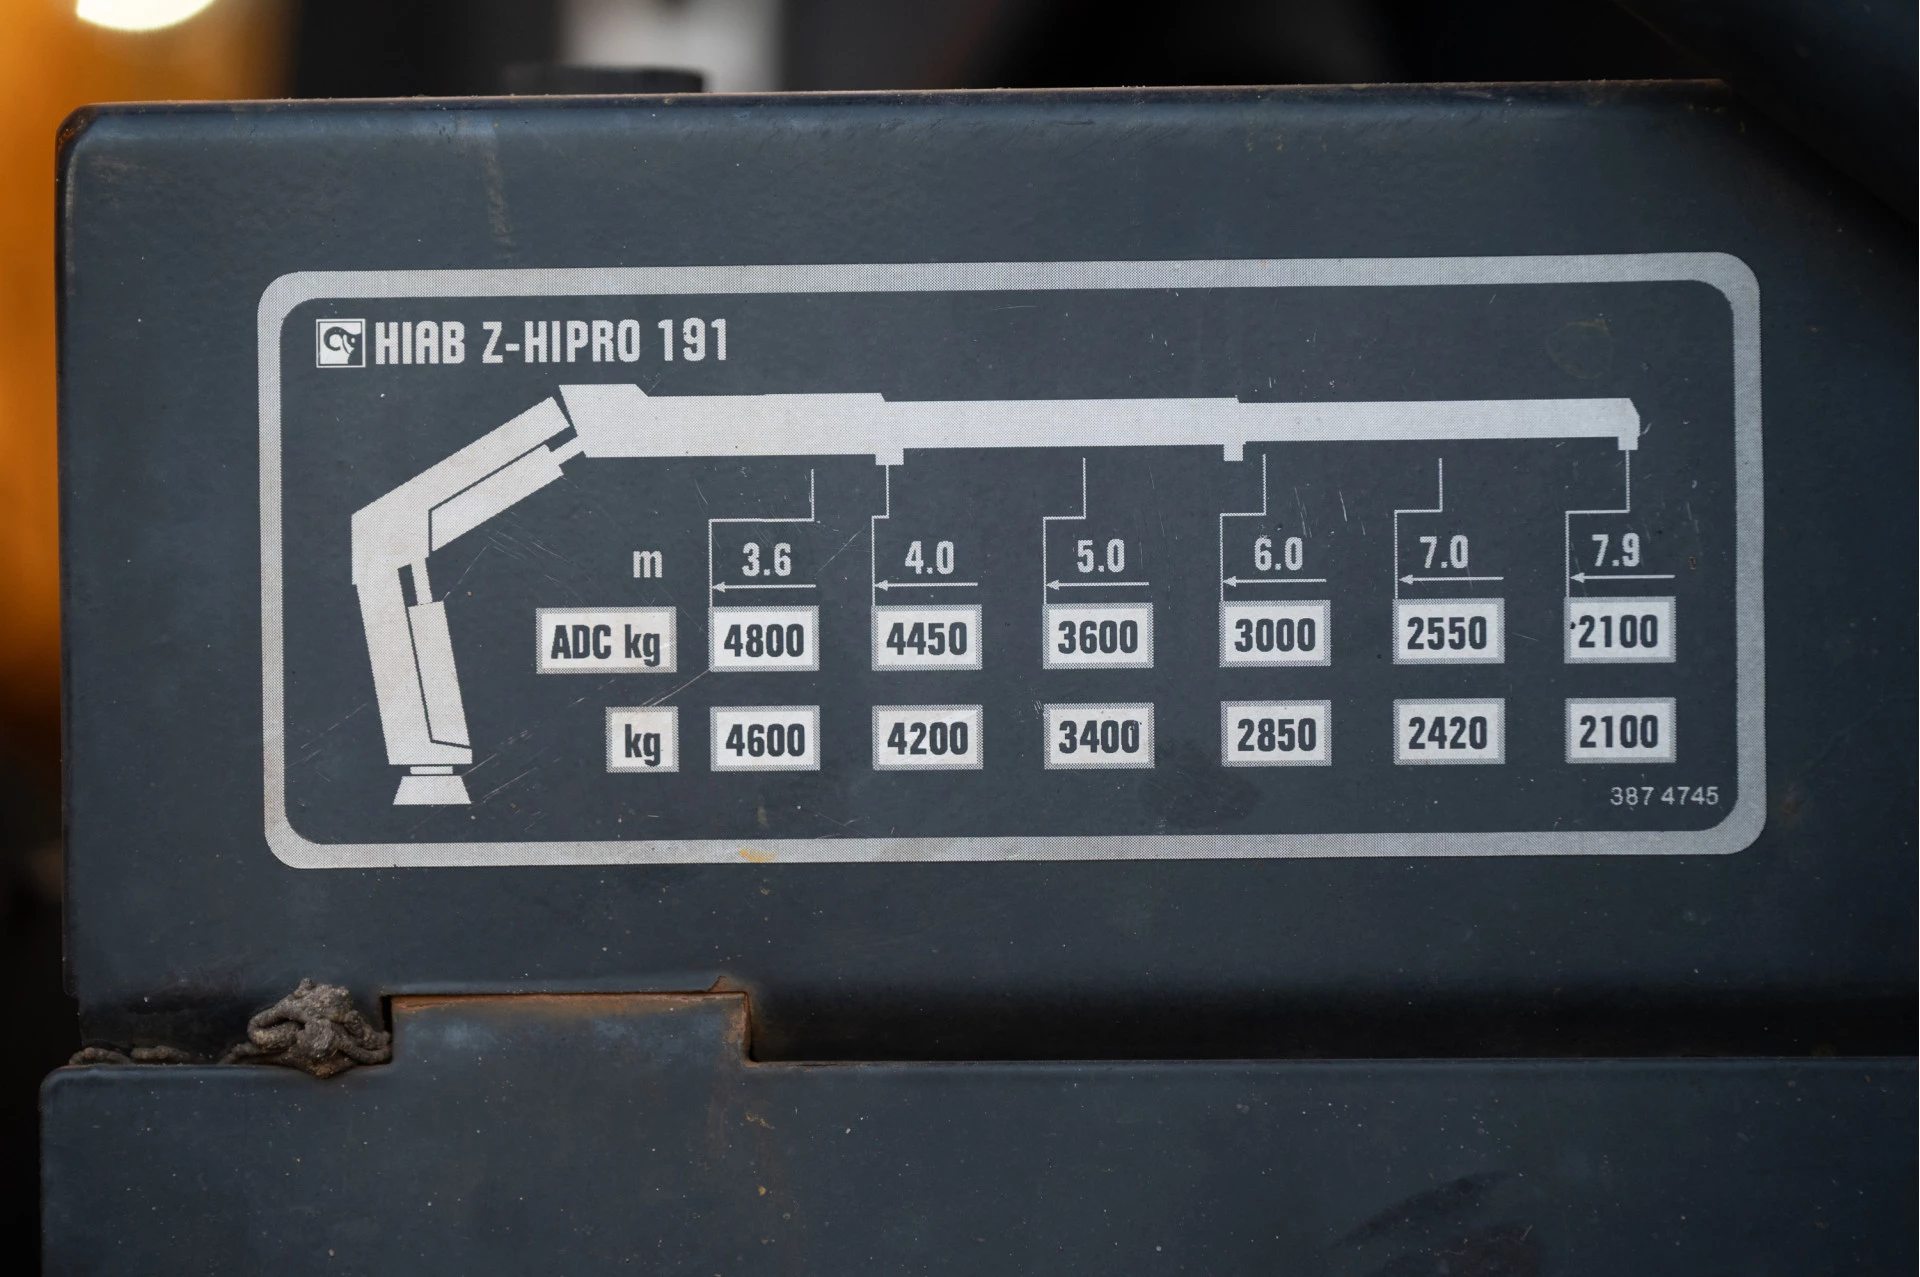 HIAB Z-HIPRO 191
m 3.6 4.0 5.0 6.0 7.0 7.9
ADC kg 4800 4450 3600 3000 2550 2100
kg 4600 4200 3400 2850 2420 2100
387 4745